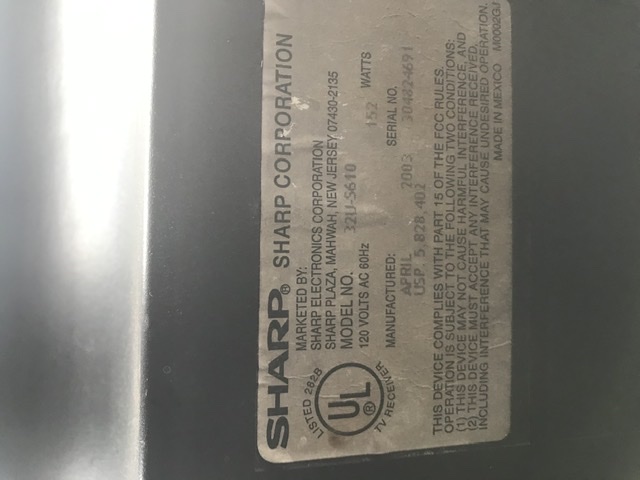 SHARP® SHARP CORPORATION
MARKETED BY:
SHARP ELECTRONICS CORPORATION
SHARP PLAZA, MAHWAH, NEW JERSEY 07430-2135
MODEL NO. 32U-S610
120 VOLTS AC 60Hz 152 WATTS
MANUFACTURED: SERIAL NO.
APRIL 2003 304824691
USP. 5,828,402
LISTED 262B
UL®
TV RECEIVER
THIS DEVICE COMPLIES WITH PART 15 OF THE FCC RULES.
OPERATION IS SUBJECT TO THE FOLLOWING TWO CONDITIONS:
(1) THIS DEVICE MAY NOT CAUSE HARMFUL INTERFERENCE, AND
(2) THIS DEVICE MUST ACCEPT ANY INTERFERENCE RECEIVED,
INCLUDING INTERFERENCE THAT MAY CAUSE UNDESIRED OPERATION.
MADE IN MEXICO M0002GJ